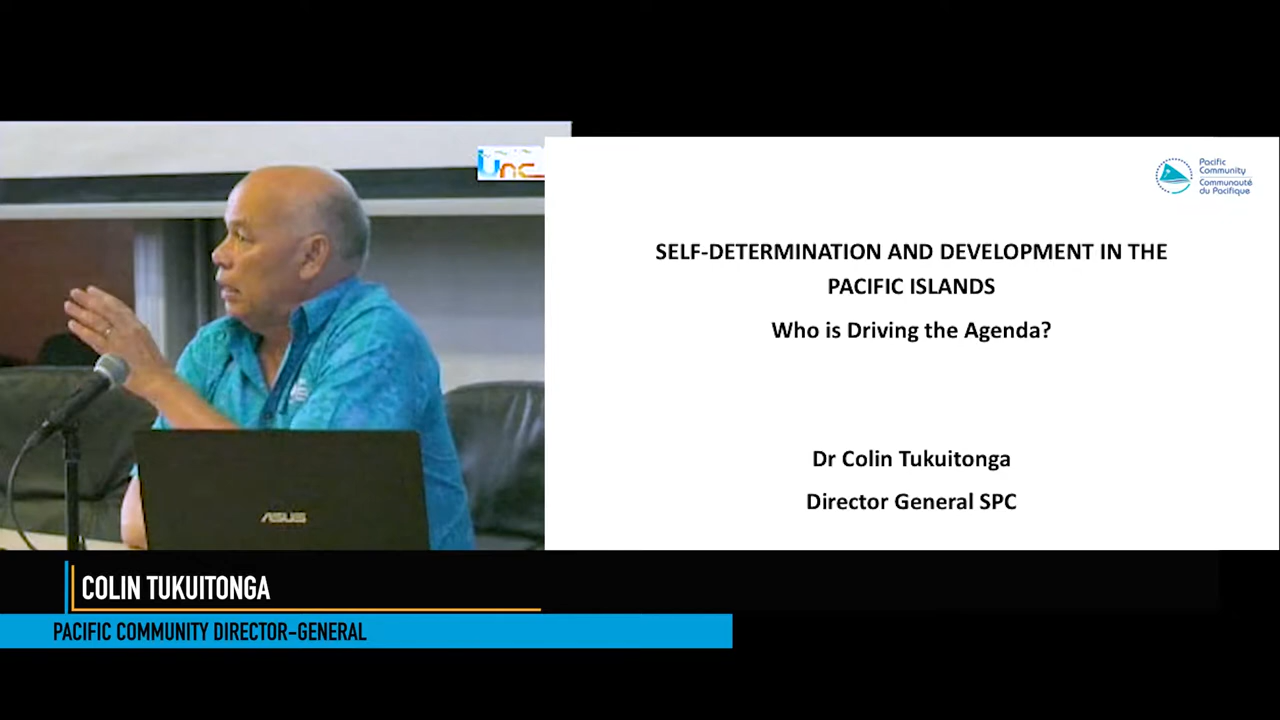 Unc
Pacific
Community
Communauté
du Pacifique
SELF-DETERMINATION AND DEVELOPMENT IN THE
PACIFIC ISLANDS
Who is Driving the Agenda?
Dr Colin Tukuitonga
Director General SPC
ASUS
COLIN TUKUITONGA
PACIFIC COMMUNITY DIRECTOR-GENERAL